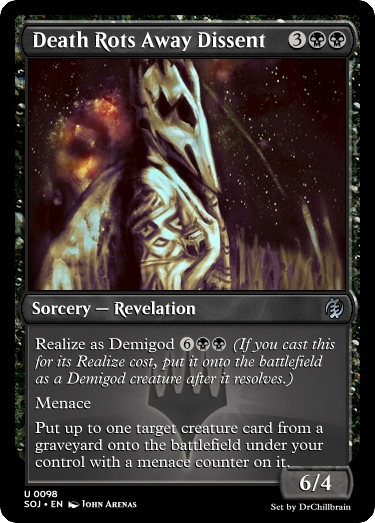 Death Rots Away Dissent 3
Sorcery — Revelation
Realize as Demigod 6 (If you cast this
for its Realize cost, put it onto the battlefield
as a Demigod creature after it resolves.)
Menace
Put up to one target creature card from a
graveyard onto the battlefield under your
control with a menace counter on it.
6/4
U 0098
SOJ • EN JOHN ARENAS
Set by DrChillbrain